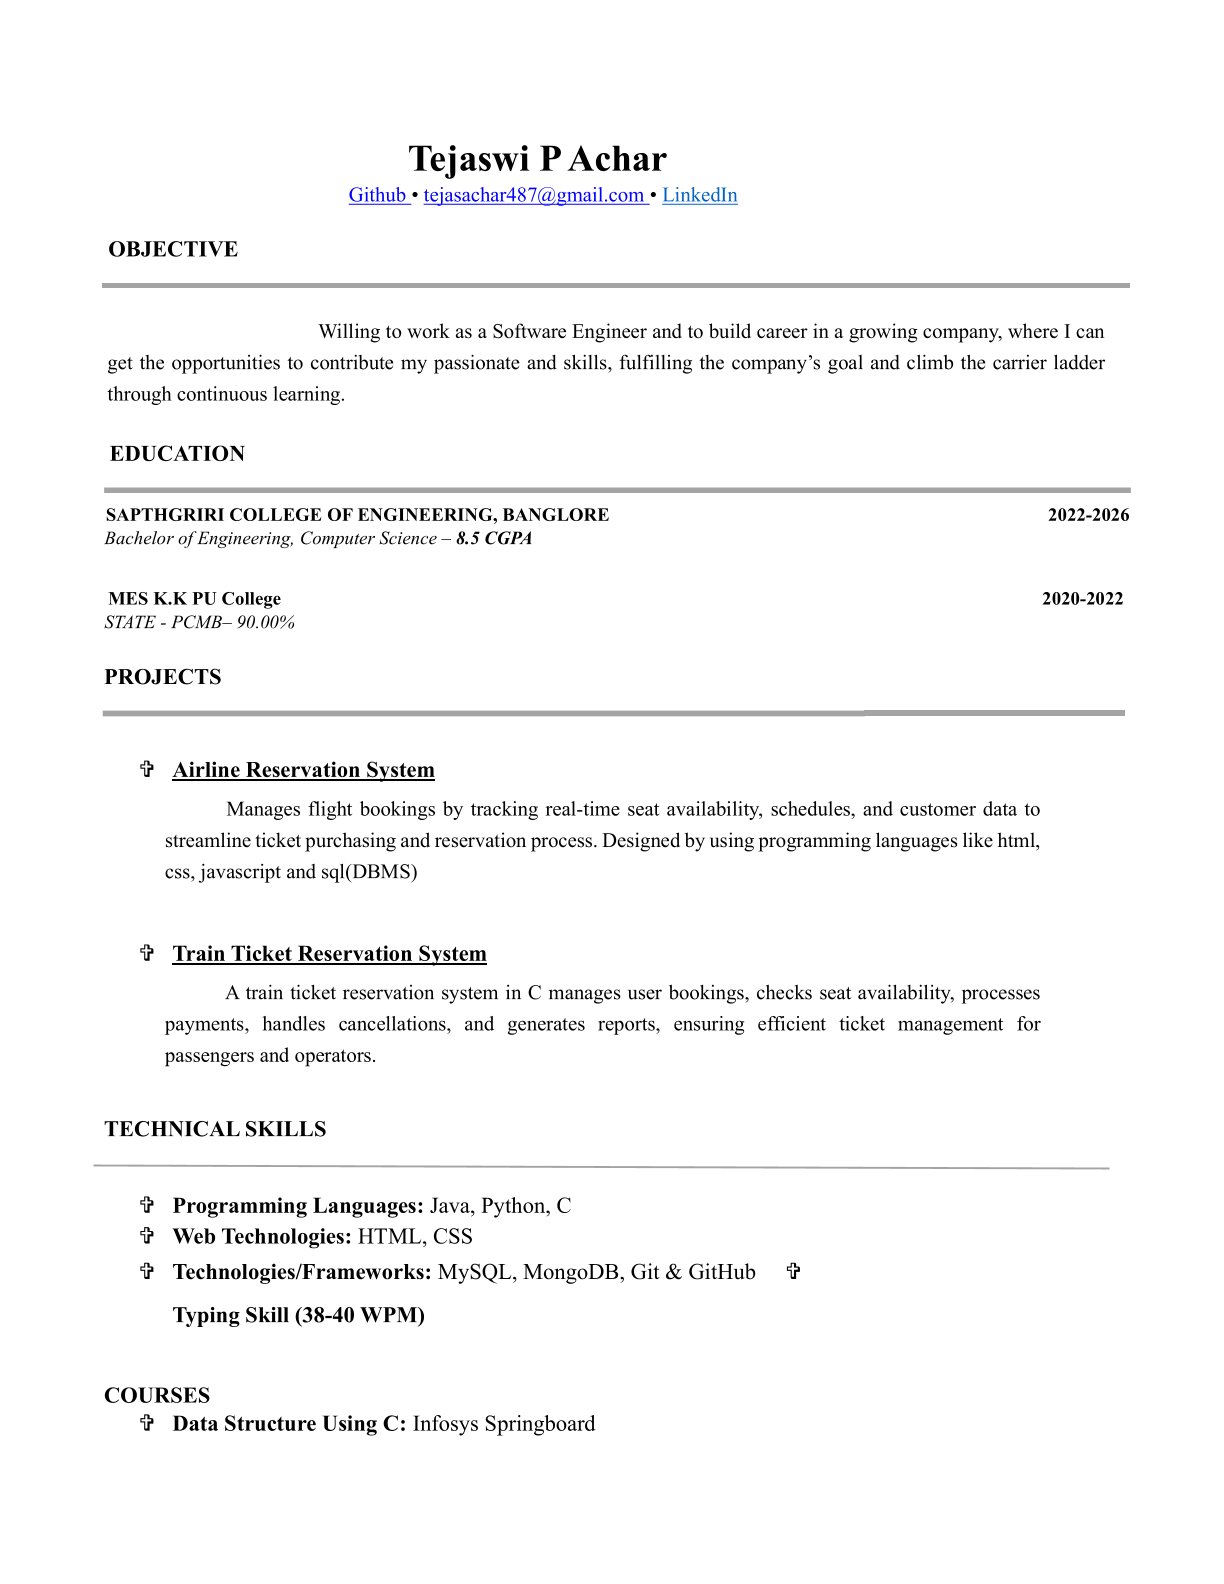 Tejaswi P Achar
Github • tejasachar487@gmail.com • LinkedIn
OBJECTIVE
Willing to work as a Software Engineer and to build career in a growing company, where I can
get the opportunities to contribute my passionate and skills, fulfilling the company’s goal and climb the carrier ladder
through continuous learning.
EDUCATION
SAPTHGRIRI COLLEGE OF ENGINEERING, BANGLORE 2022-2026
Bachelor of Engineering, Computer Science – 8.5 CGPA
MES K.K PU College 2020-2022
STATE - PCMB– 90.00%
PROJECTS
✞ Airline Reservation System
Manages flight bookings by tracking real-time seat availability, schedules, and customer data to
streamline ticket purchasing and reservation process. Designed by using programming languages like html,
css, javascript and sql(DBMS)
✞ Train Ticket Reservation System
A train ticket reservation system in C manages user bookings, checks seat availability, processes
payments, handles cancellations, and generates reports, ensuring efficient ticket management for
passengers and operators.
TECHNICAL SKILLS
✞ Programming Languages: Java, Python, C
✞ Web Technologies: HTML, CSS
✞ Technologies/Frameworks: MySQL, MongoDB, Git & GitHub ✞
Typing Skill (38-40 WPM)
COURSES
✞ Data Structure Using C: Infosys Springboard